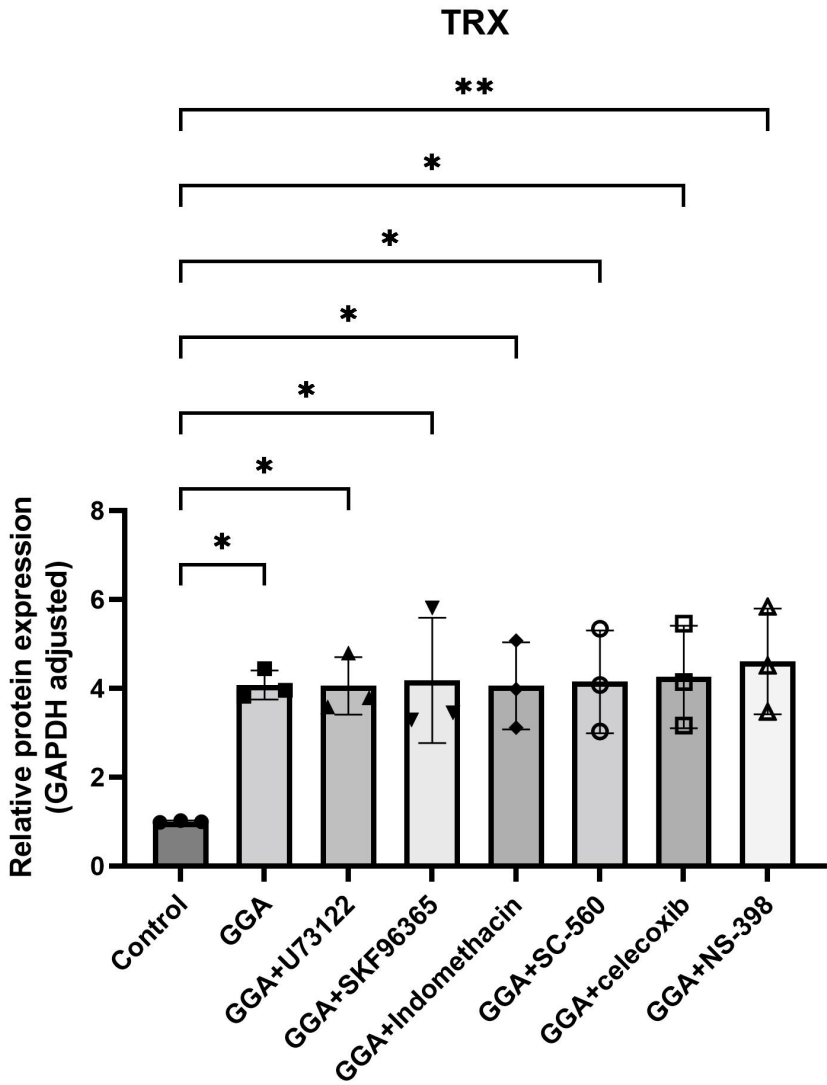 TRX
**
*
*
*
*
*
*
Relative protein expression
(GAPDH adjusted)
8
6
4
2
0
Control
GGA
GGA+U73122
GGA+SKF96365
GGA+Indomethacin
GGA+SC-560
GGA+celecoxib
GGA+NS-398